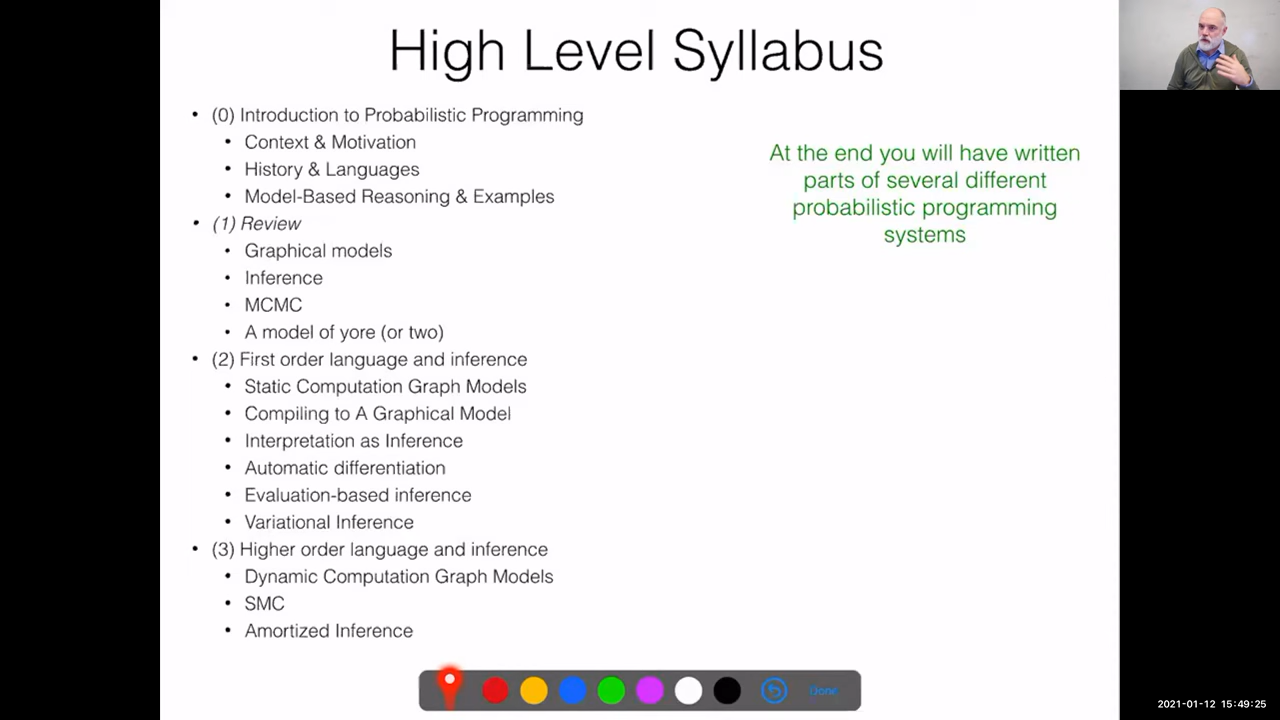 High Level Syllabus
• (0) Introduction to Probabilistic Programming
• Context & Motivation
• History & Languages
• Model-Based Reasoning & Examples
• (1) Review
• Graphical models
• Inference
• MCMC
• A model of yore (or two)
• (2) First order language and inference
• Static Computation Graph Models
• Compiling to A Graphical Model
• Interpretation as Inference
• Automatic differentiation
• Evaluation-based inference
• Variational Inference
• (3) Higher order language and inference
• Dynamic Computation Graph Models
• SMC
• Amortized Inference
At the end you will have written
parts of several different
probabilistic programming
systems
Done
2021-01-12 15:49:25